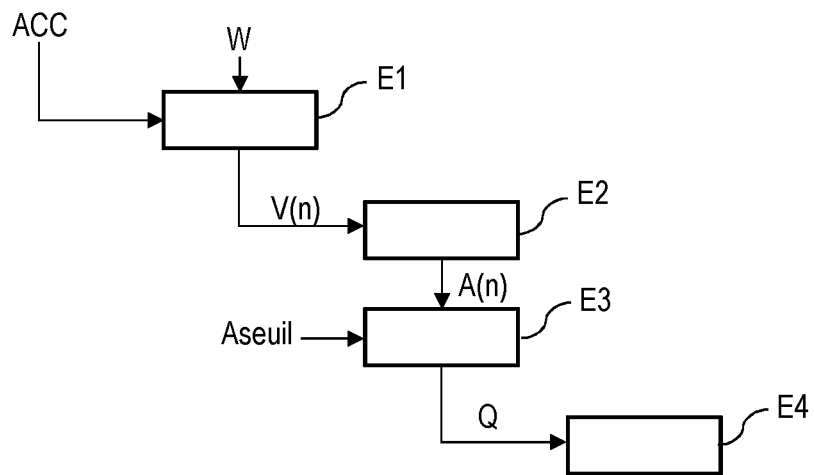 ACC
W
E1
V(n)
E2
A(n)
E3
Aseuil
Q
E4